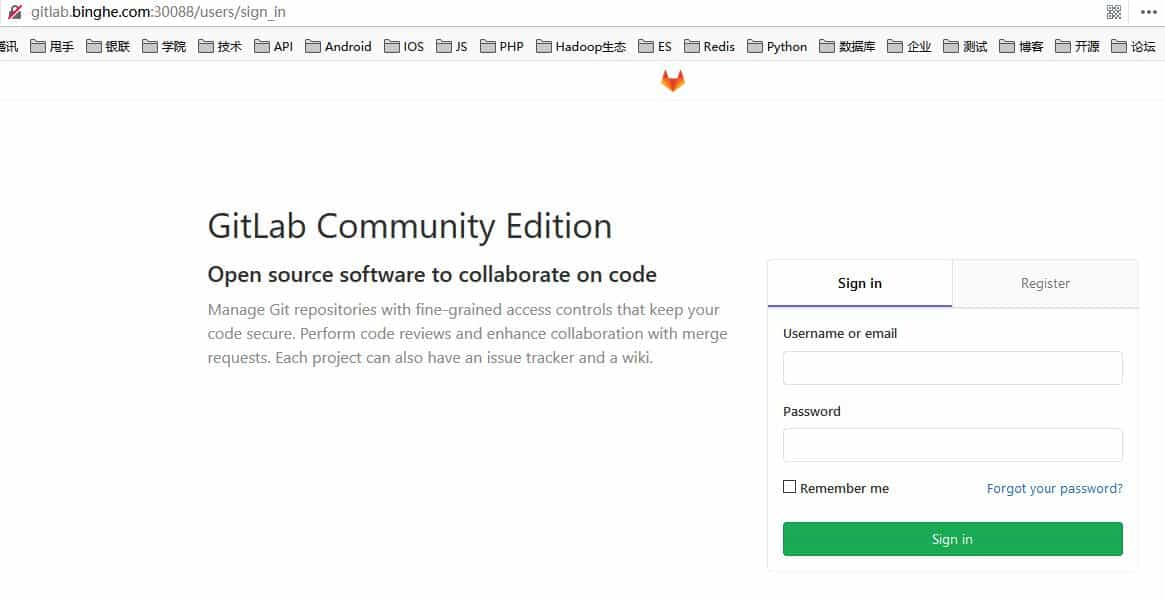 gitlab.binghe.com:30088/users/sign_in
腾讯 甩手 银联 学院 技术 API Android IOS JS PHP Hadoop生态 ES Redis Python 数据库 企业 测试 博客 开源 论坛
GitLab Community Edition
Open source software to collaborate on code
Manage Git repositories with fine-grained access controls that keep your
code secure. Perform code reviews and enhance collaboration with merge
requests. Each project can also have an issue tracker and a wiki.
Sign in Register
Username or email
Password
Remember me Forgot your password?
Sign in